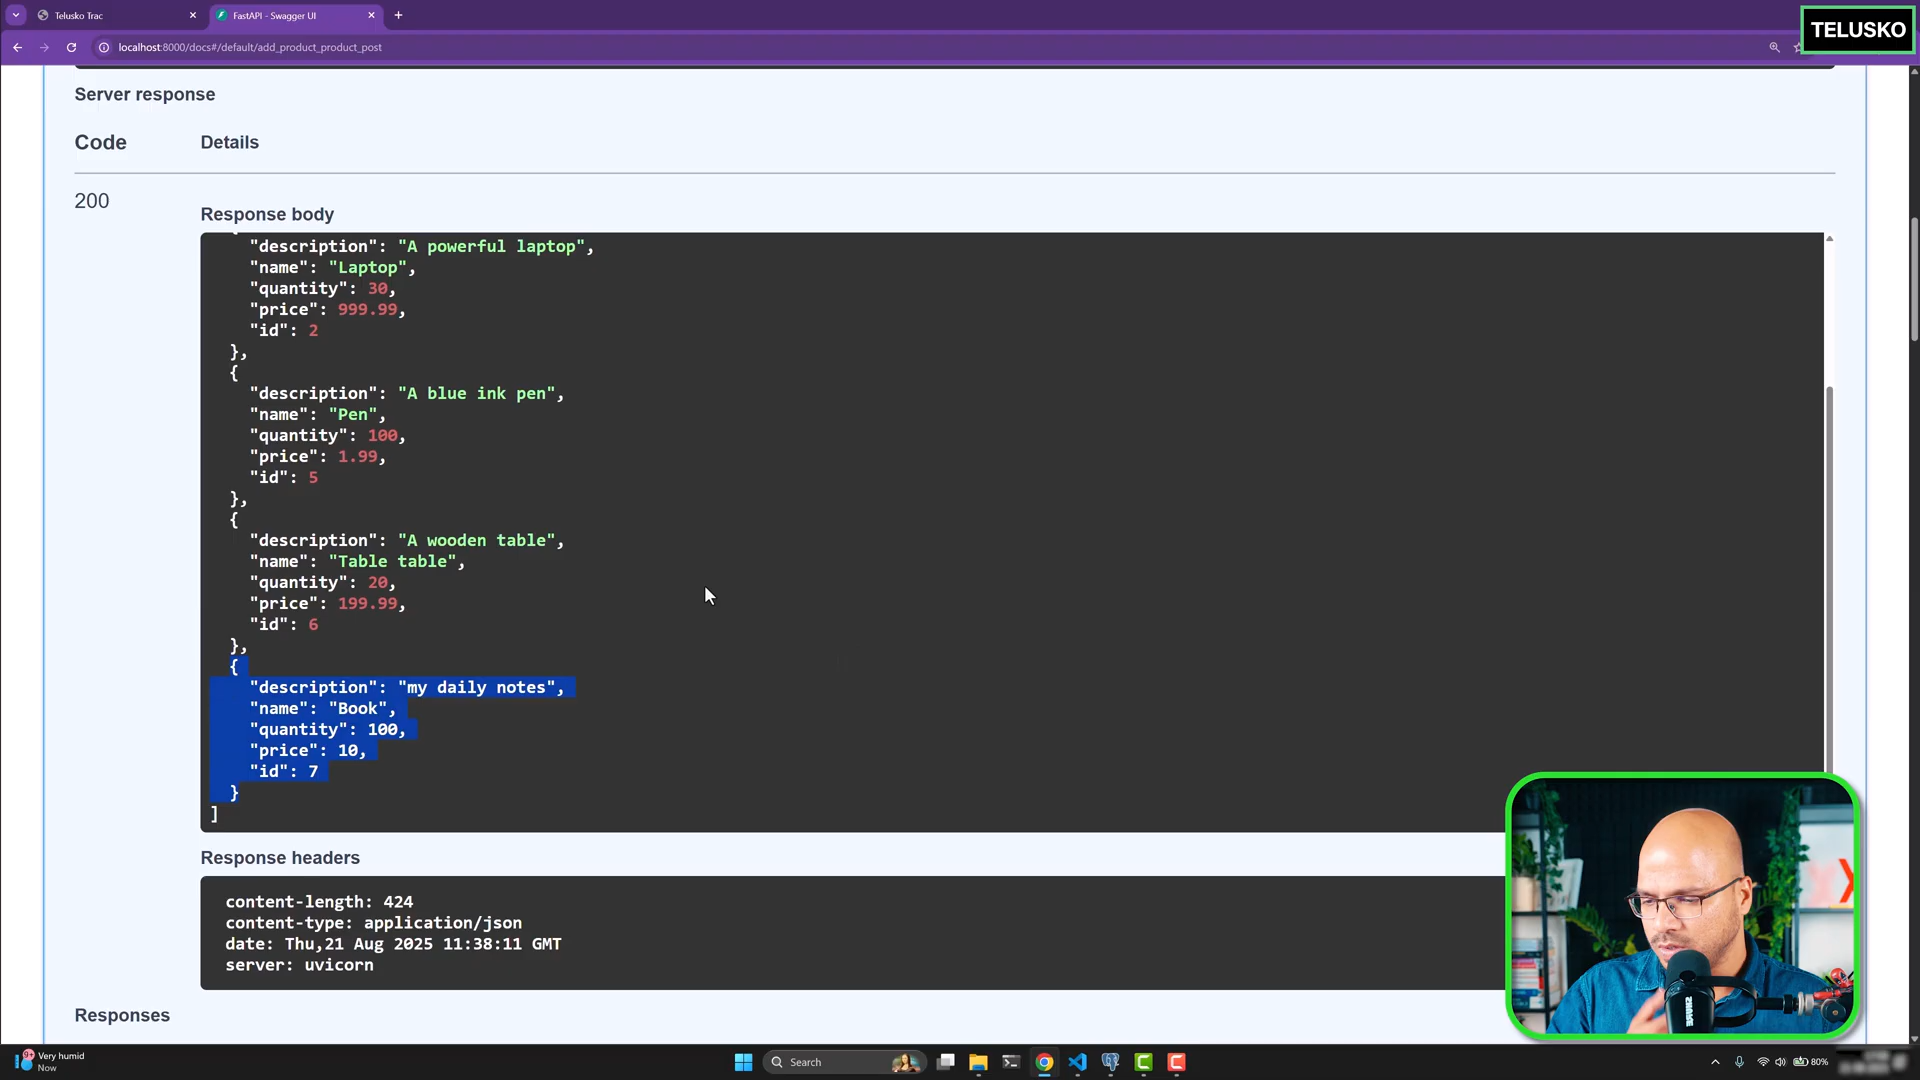 Telusko Trac
FastAPI - Swagger UI
TELUSKO
localhost:8000/docs#/default/add_product_product_post
Server response
Code Details
200
Response body
"description": "A powerful laptop",
"name": "Laptop",
"quantity": 30,
"price": 999.99,
"id": 2
},
{
"description": "A blue ink pen",
"name": "Pen",
"quantity": 100,
"price": 1.99,
"id": 5
},
{
"description": "A wooden table",
"name": "Table table",
"quantity": 20,
"price": 199.99,
"id": 6
},
{
"description": "my daily notes",
"name": "Book",
"quantity": 100,
"price": 10,
"id": 7
}
]
Response headers
content-length: 424
content-type: application/json
date: Thu,21 Aug 2025 11:38:11 GMT
server: uvicorn
Responses
SHURE
9+
Very humid
Now
Search
80%